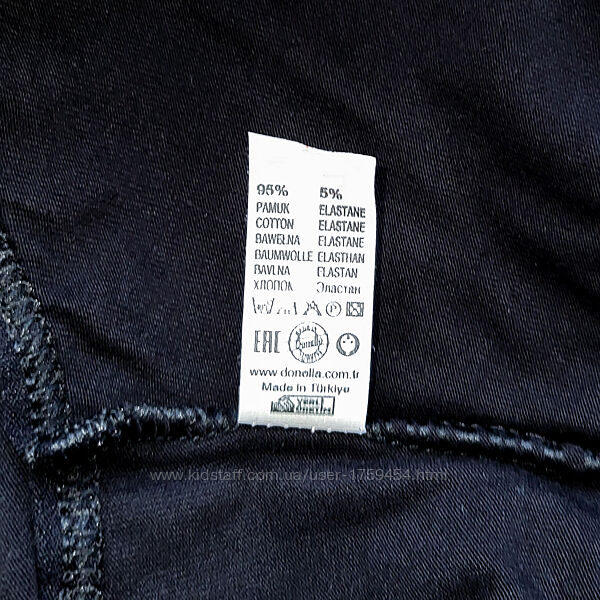 95% 5%
PAMUK ELASTANE
COTTON ELASTANE
BAWEŁNA ELASTANE
BAUMWOLLE ELASTHAN
BAVLNA ELASTAN
ХЛОПОК Эластан
EAC
Donella
www.donella.com.tr
Made in Türkiye
www.kidstaff.com.ua/user-1759454.html